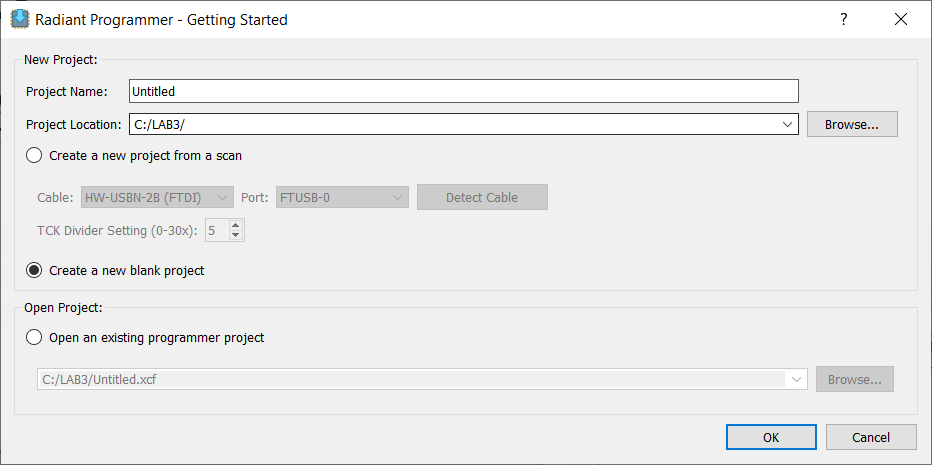 Radiant Programmer - Getting Started ?
New Project:
Project Name: Untitled
Project Location: C:/LAB3/ Browse...
Create a new project from a scan
Cable: HW-USBN-2B (FTDI) Port: FTUSB-0 Detect Cable
TCK Divider Setting (0-30x): 5
Create a new blank project
Open Project:
Open an existing programmer project
C:/LAB3/Untitled.xcf Browse...
OK Cancel